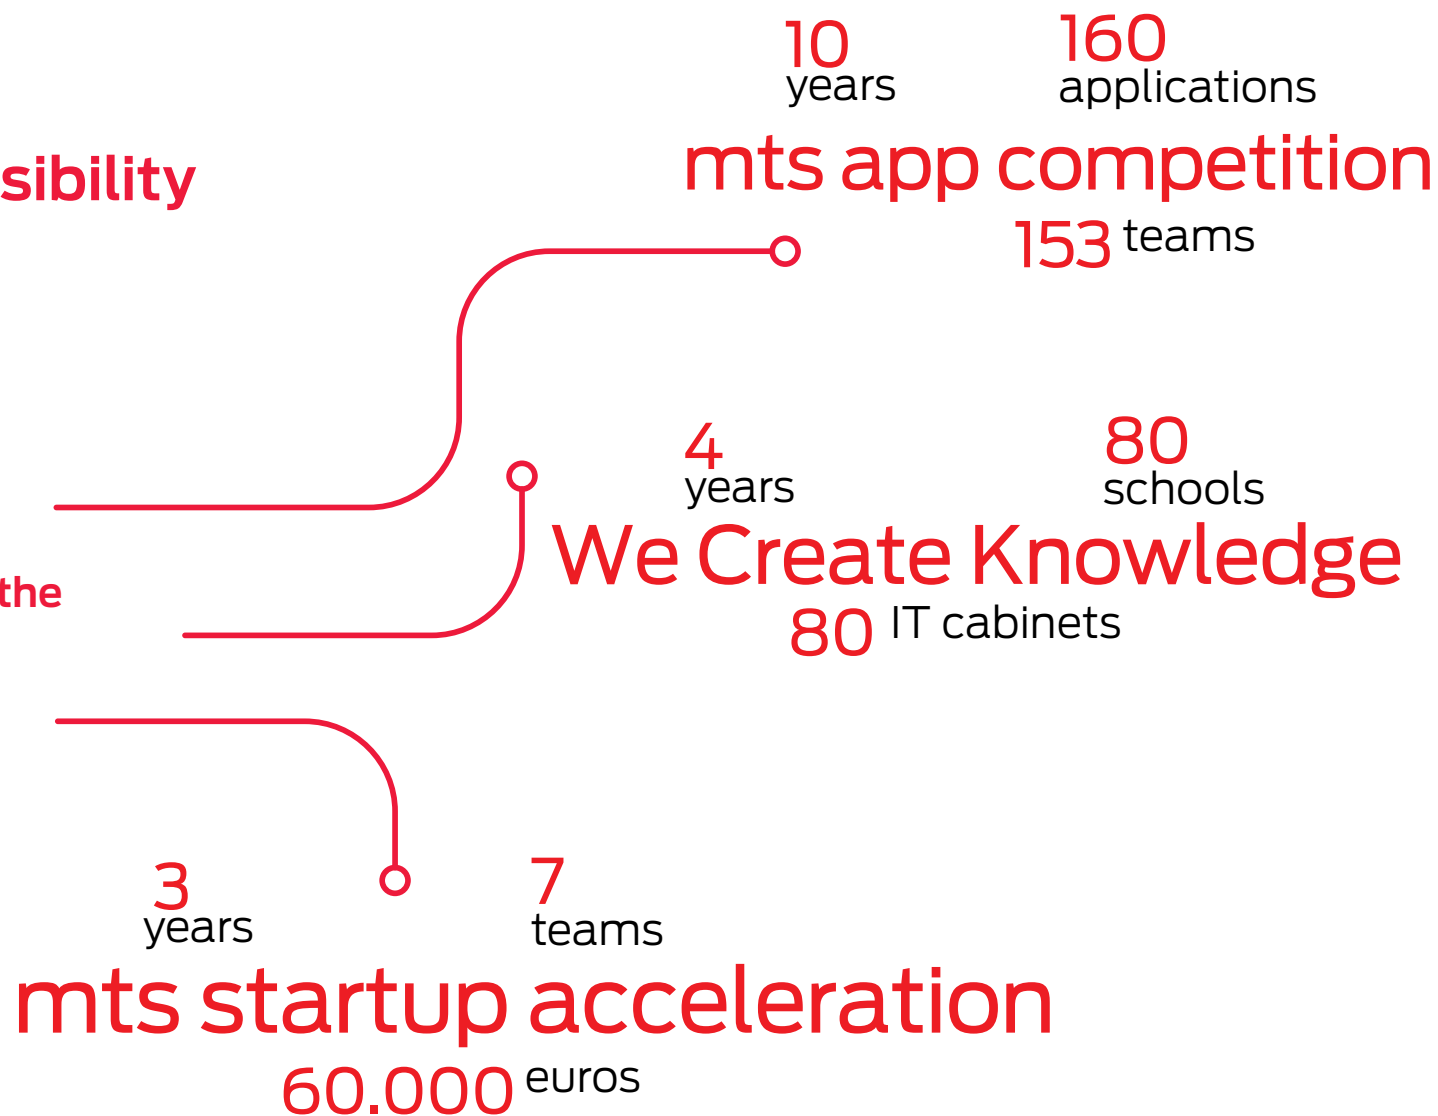 sibility
10 160
years applications
mts app competition
153 teams
4 80
years schools
We Create Knowledge
80 IT cabinets
the
3 7
years teams
mts startup acceleration
60.000 euros